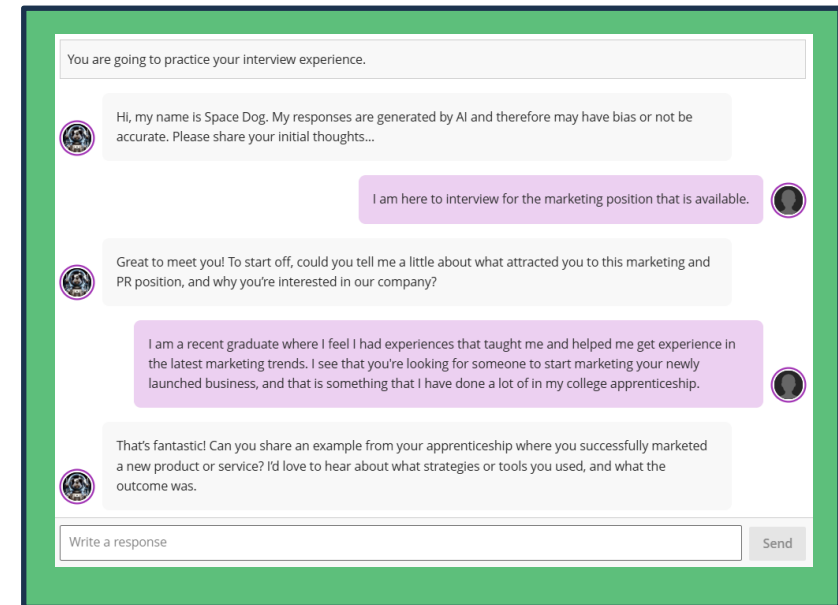 You are going to practice your interview experience.
Hi, my name is Space Dog. My responses are generated by AI and therefore may have bias or not be
accurate. Please share your initial thoughts...
I am here to interview for the marketing position that is available.
Great to meet you! To start off, could you tell me a little about what attracted you to this marketing and
PR position, and why you're interested in our company?
I am a recent graduate where I feel I had experiences that taught me and helped me get experience in
the latest marketing trends. I see that you're looking for someone to start marketing your newly
launched business, and that is something that I have done a lot of in my college apprenticeship.
That's fantastic! Can you share an example from your apprenticeship where you successfully marketed
a new product or service? I'd love to hear about what strategies or tools you used, and what the
outcome was.
Write a response
Send